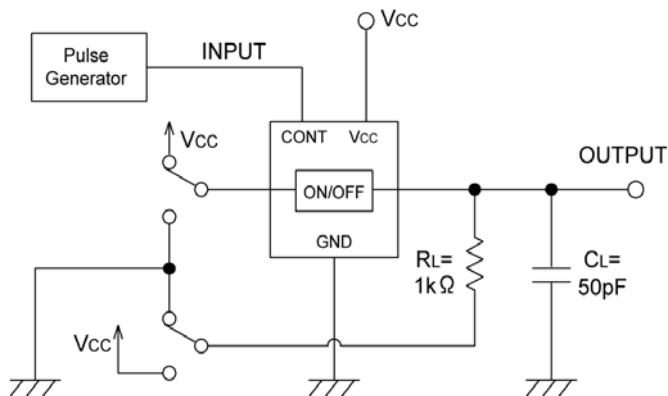 Pulse
Generator
INPUT
Vcc
CONT
Vcc
Vcc
ON/OFF
OUTPUT
GND
RL=
1kΩ
CL=
50pF
Vcc